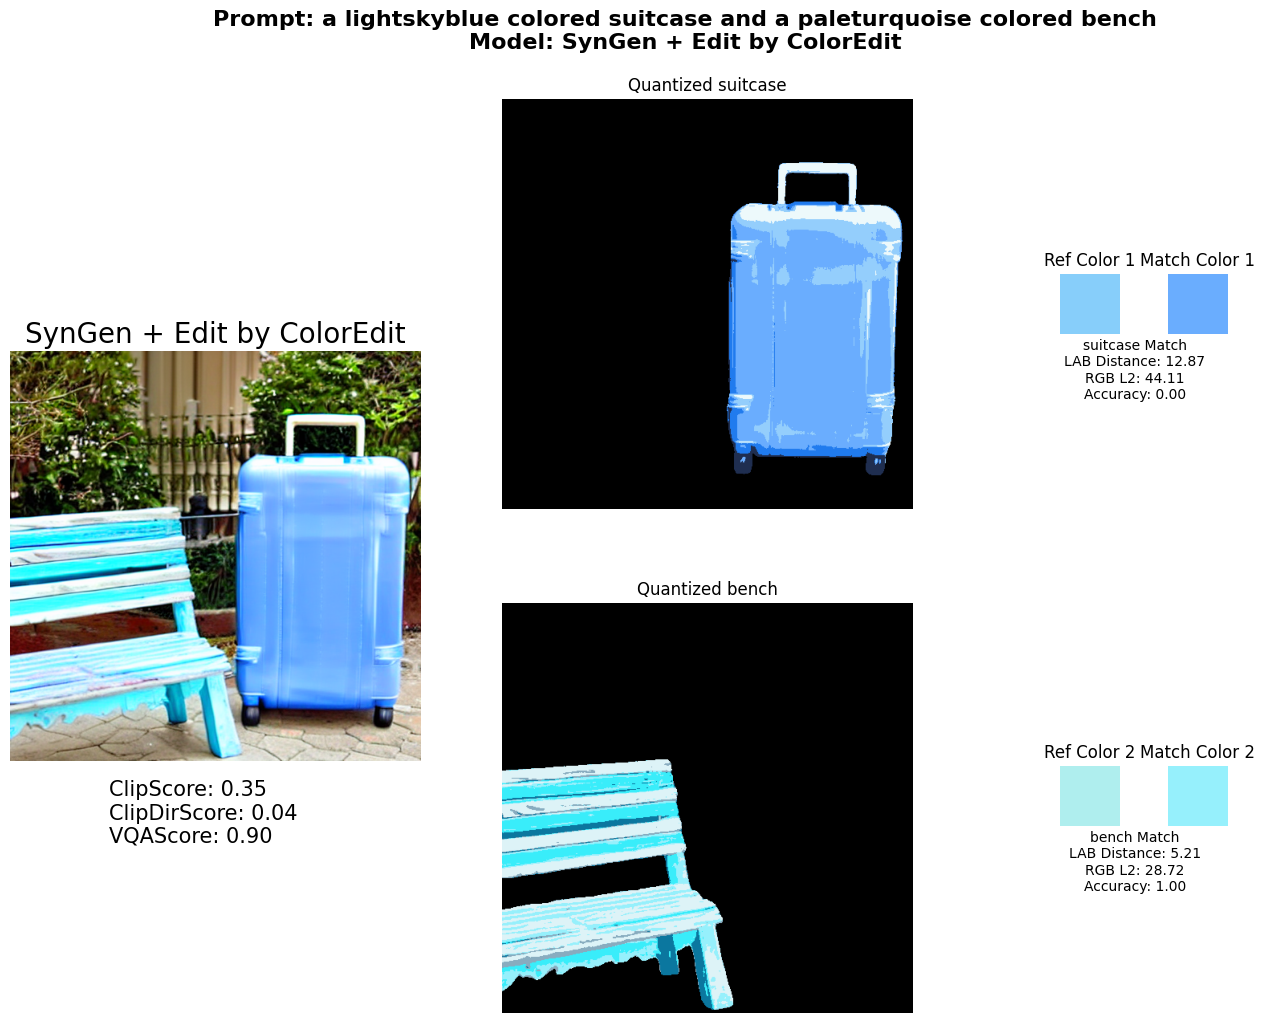 Prompt: a lightskyblue colored suitcase and a paleturquoise colored bench
Model: SynGen + Edit by ColorEdit
SynGen + Edit by ColorEdit
ClipScore: 0.35
ClipDirScore: 0.04
VQAScore: 0.90
Quantized suitcase
Ref Color 1 Match Color 1
suitcase Match
LAB Distance: 12.87
RGB L2: 44.11
Accuracy: 0.00
Quantized bench
Ref Color 2 Match Color 2
bench Match
LAB Distance: 5.21
RGB L2: 28.72
Accuracy: 1.00